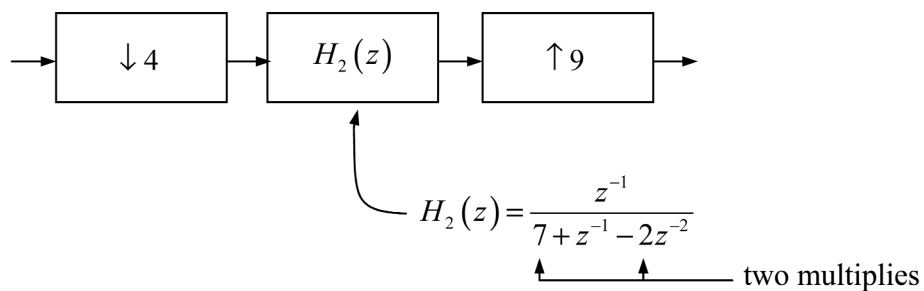 ↓4 H₂(z) ↑9
H₂(z) = z⁻¹ / (7 + z⁻¹ − 2z⁻²)
two multiplies